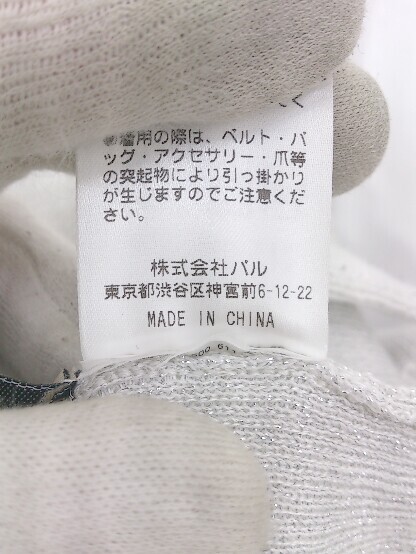 着用の際は、ベルト・バ
ッグ・アクセサリー・爪等
の突起物により引っ掛かり
が生じますのでご注意くだ
さい。
株式会社パル
東京都渋谷区神宮前6-12-22
MADE IN CHINA